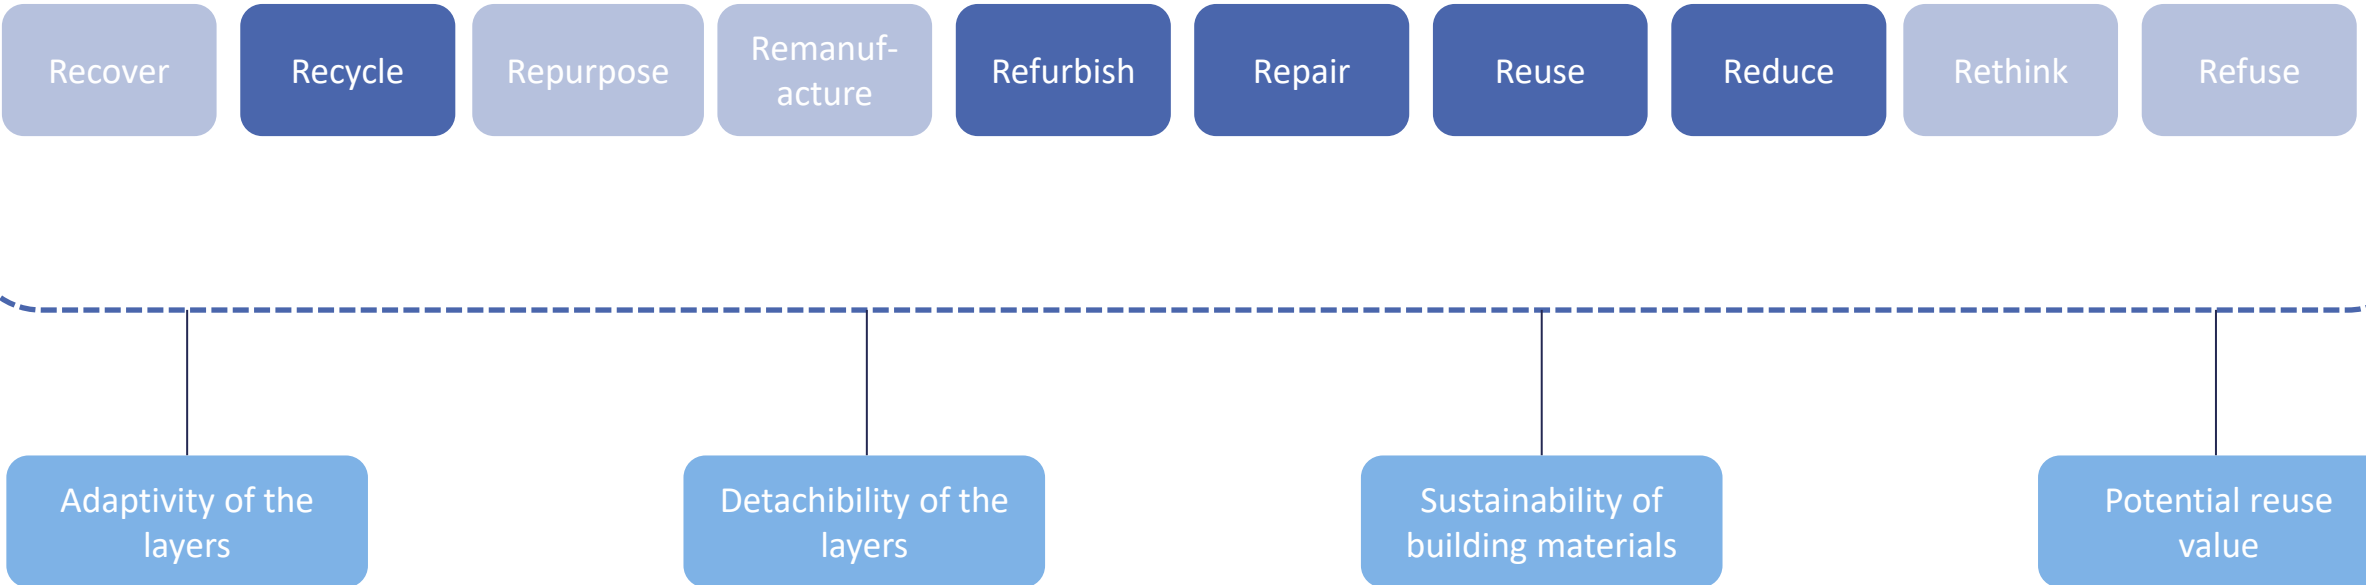 Recover
Recycle
Repurpose
Remanuf-
acture
Refurbish
Repair
Reuse
Reduce
Rethink
Refuse
Adaptivity of the
layers
Detachibility of the
layers
Sustainability of
building materials
Potential reuse
value